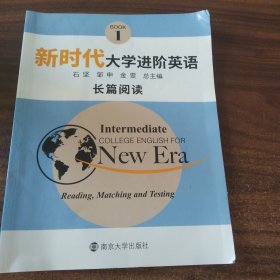 BOOK
1
新时代大学进阶英语
石坚 邹申 金雯 总主编
长篇阅读
Intermediate
COLLEGE ENGLISH FOR
New Era
Reading, Matching and Testing
南京大学出版社